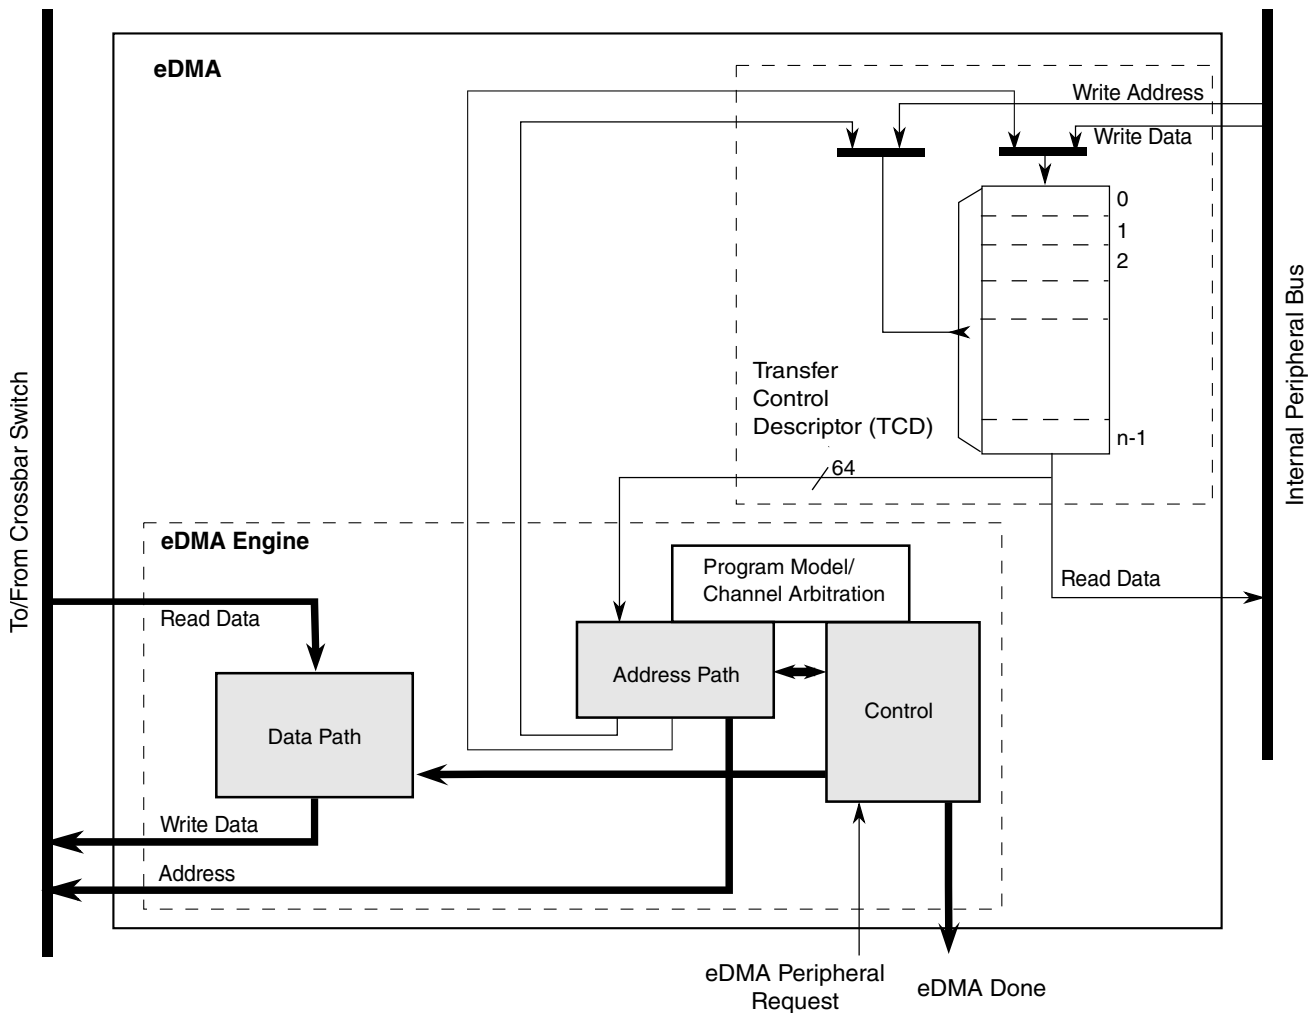 eDMA
Write Address
Write Data
0
1
2
n-1
Transfer
Control
Descriptor (TCD)
64
To/From Crossbar Switch
Internal Peripheral Bus
eDMA Engine
Program Model/
Channel Arbitration
Read Data
Read Data
Address Path
Control
Data Path
Write Data
Address
eDMA Peripheral
Request
eDMA Done